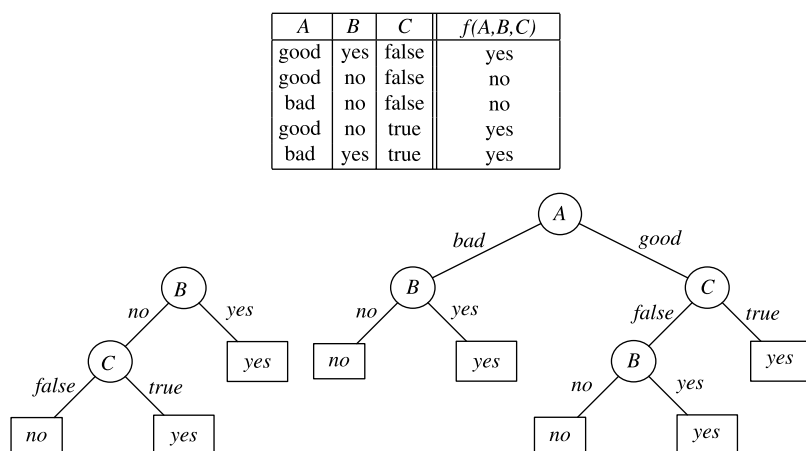 A B C f(A,B,C)
good yes false yes
good no false no
bad no false no
good no true yes
bad yes true yes
A
bad good
B B C
no yes no yes false true
C yes no yes B yes
false true no yes
no yes no yes